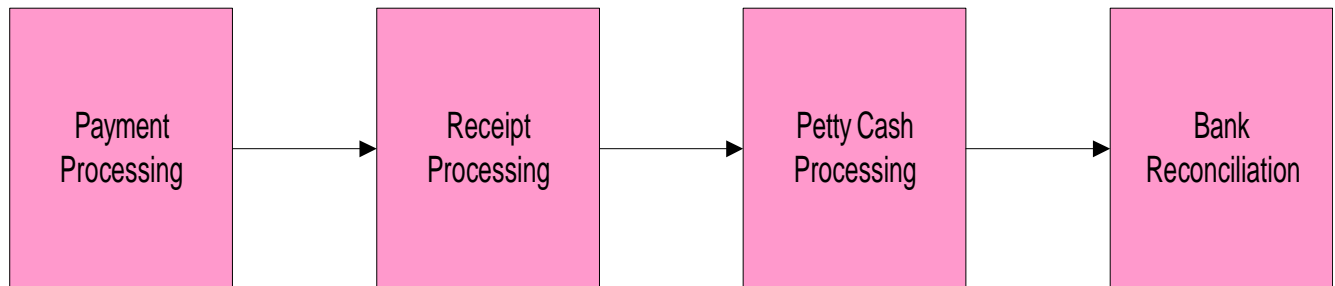 Payment
Processing
Receipt
Processing
Petty Cash
Processing
Bank
Reconciliation